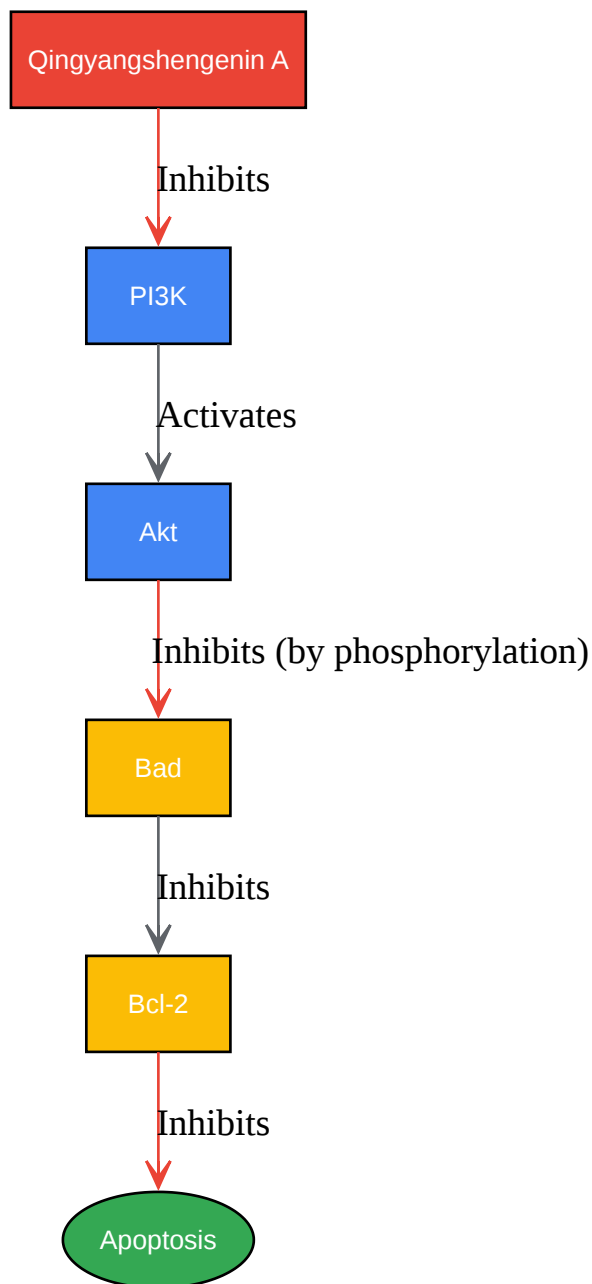 Qingyangshengenin A
Inhibits
PI3K
Activates
Akt
Inhibits (by phosphorylation)
Bad
Inhibits
Bcl-2
Inhibits
Apoptosis